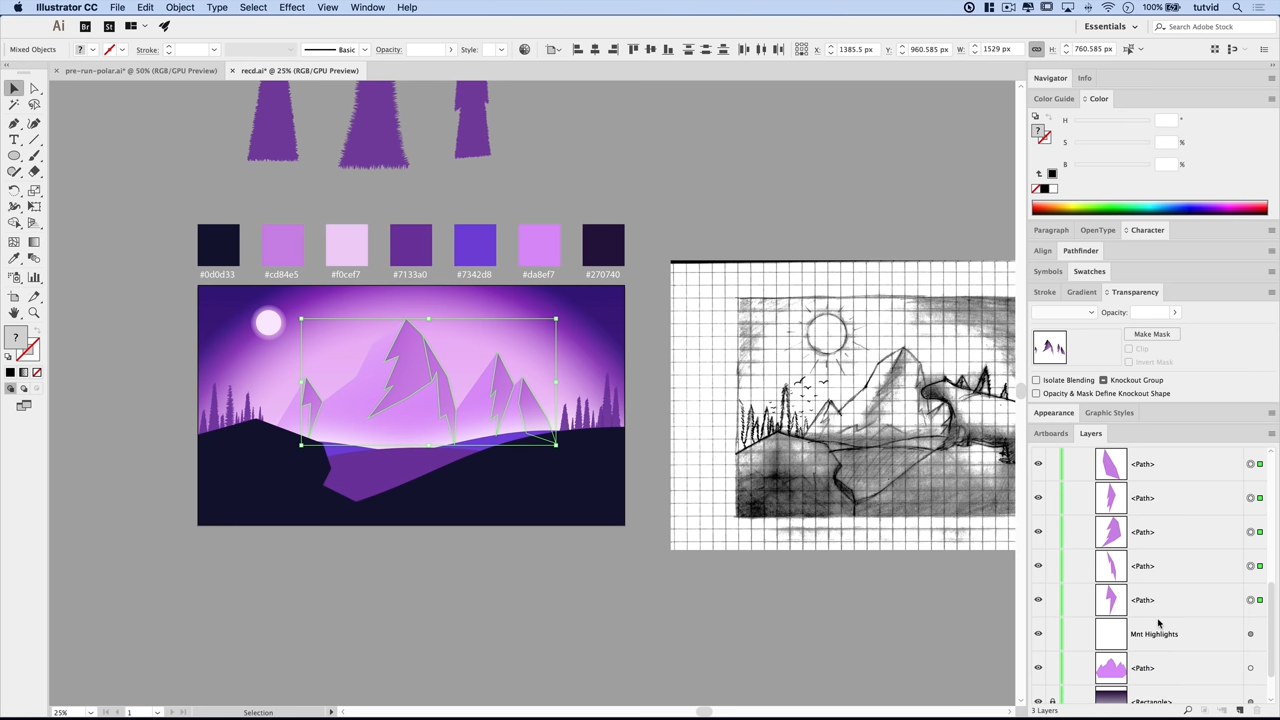 Illustrator CC File Edit Object Type Select Effect View Window Help 100% tutvid
Ai Br St Essentials Search Adobe Stock
Mixed Objects ? Stroke: Basic Opacity: Style: X: 1385.5 px Y: 960.585 px W: 1529 px H: 760.585 px
× pre-run-polar.ai* @ 50% (RGB/GPU Preview) × recd.ai* @ 25% (RGB/GPU Preview)
Navigator Info
Color Guide Color
H °
S %
B %
?
Paragraph OpenType Character
Align Pathfinder
Symbols Swatches
Stroke Gradient Transparency
Opacity:
Make Mask
Clip
Invert Mask
Isolate Blending Knockout Group
Opacity & Mask Define Knockout Shape
Appearance Graphic Styles
Artboards Layers
<Path>
<Path>
<Path>
<Path>
<Path>
Mnt Highlights
<Path>
<Rectangle>
3 Layers
T
?
#0d0d33 #cd84e5 #f0cef7 #7133a0 #7342d8 #da8ef7 #270740
25% 1 Selection